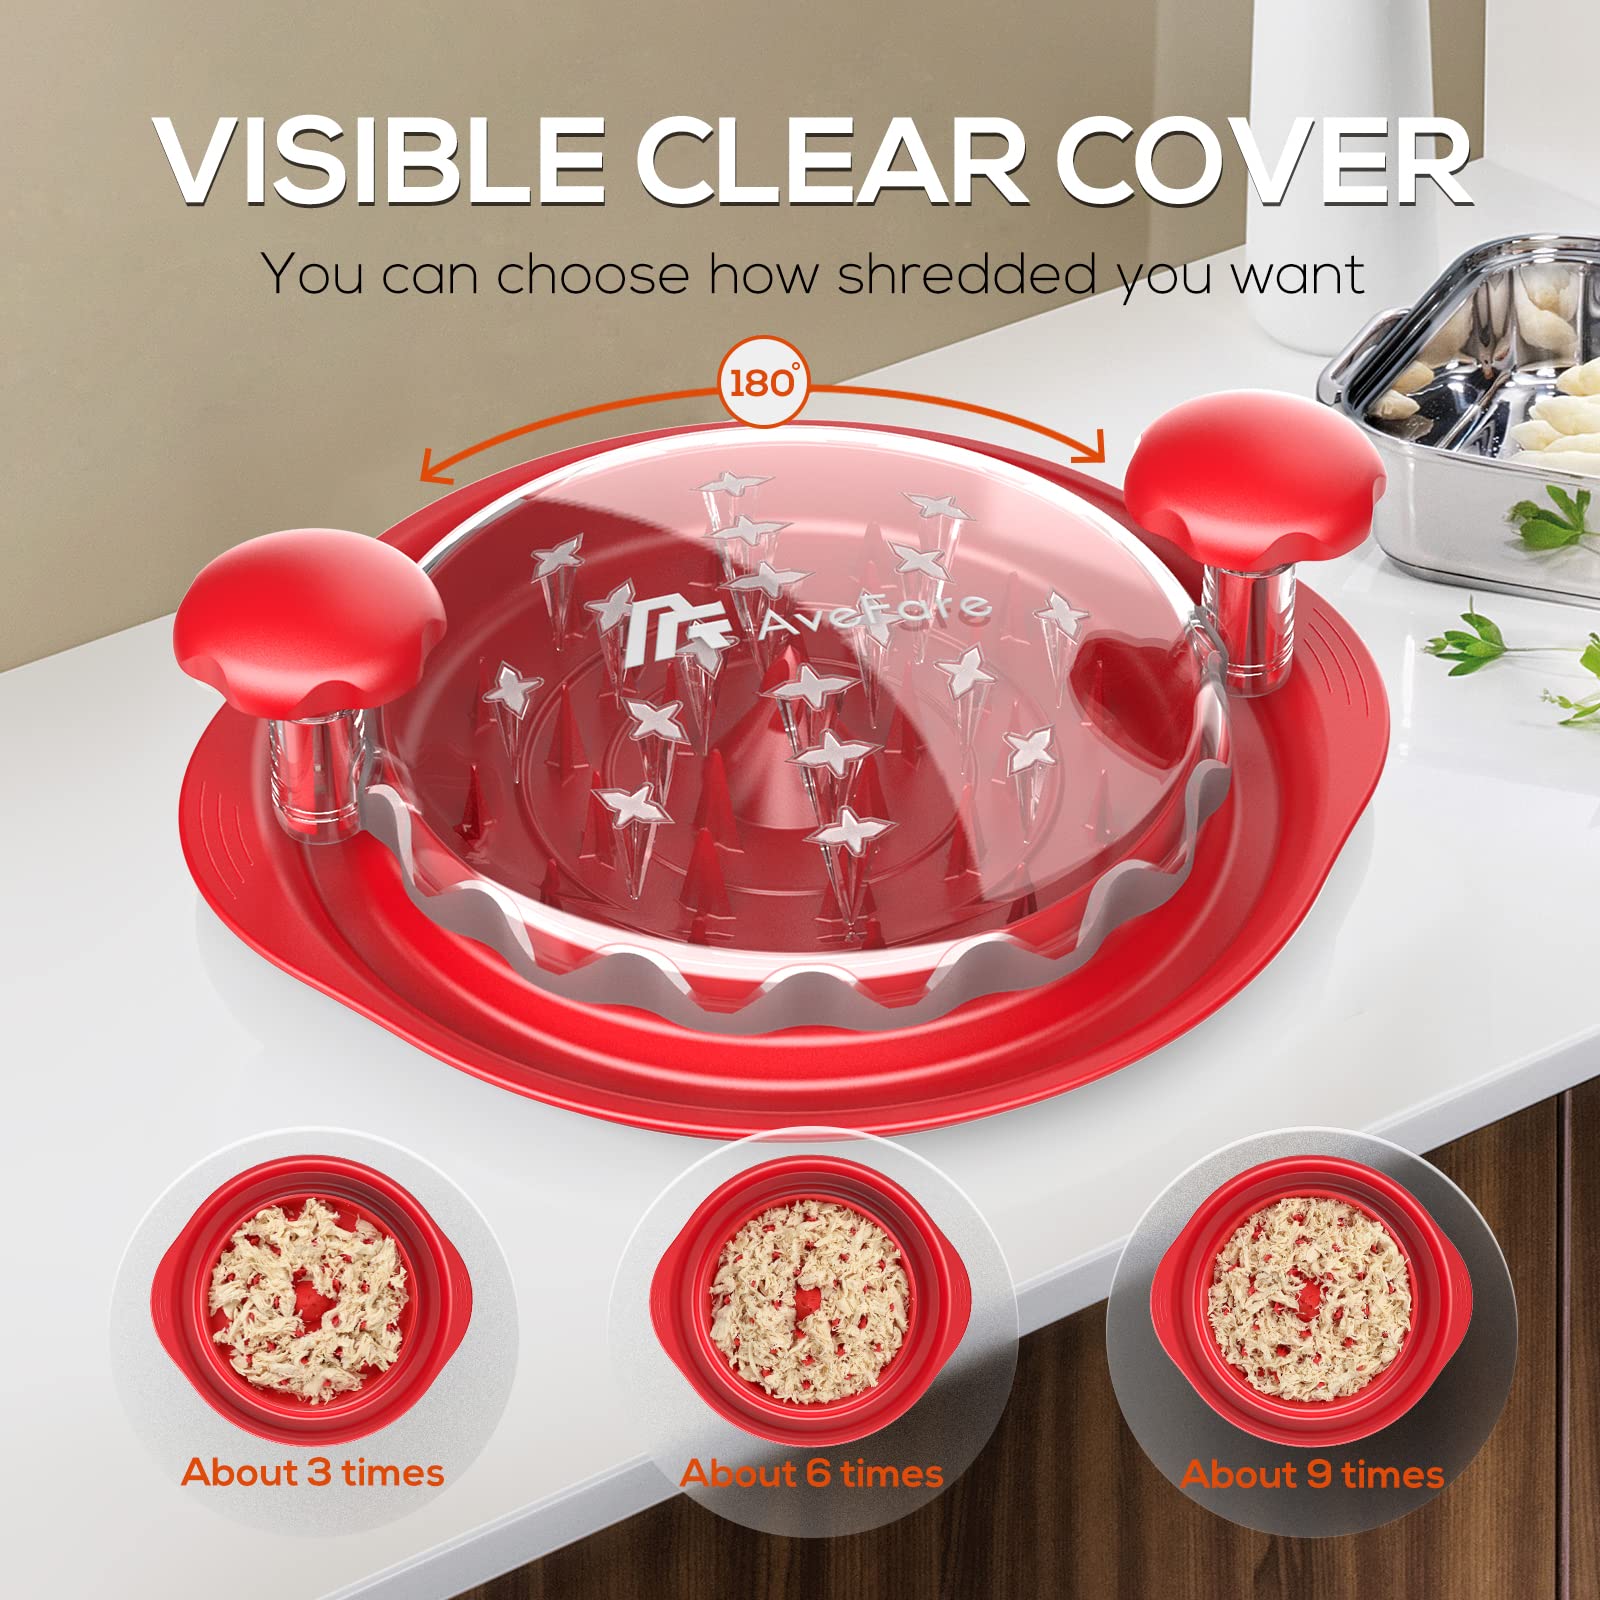 VISIBLE CLEAR COVER
You can choose how shredded you want
180°
AveFare
About 3 times
About 6 times
About 9 times